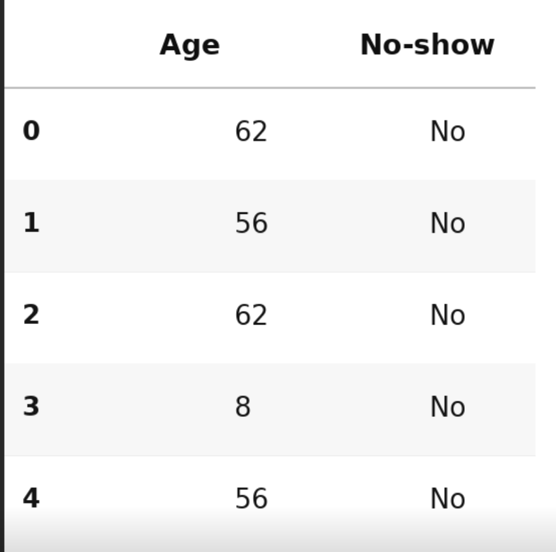 Age No-show
0 62 No
1 56 No
2 62 No
3 8 No
4 56 No